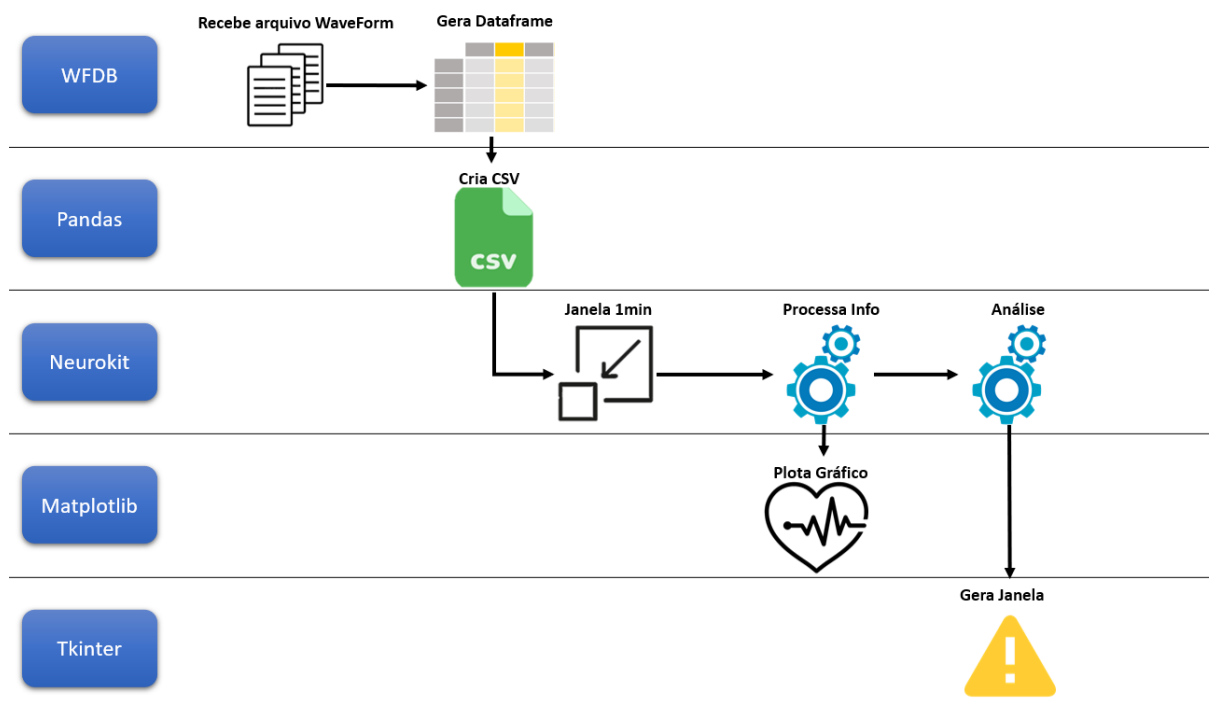 Recebe arquivo WaveForm
Gera Dataframe
WFDB
Cria CSV
Pandas
CSV
Janela 1min
Processa Info
Análise
Neurokit
Plota Gráfico
Matplotlib
Gera Janela
Tkinter